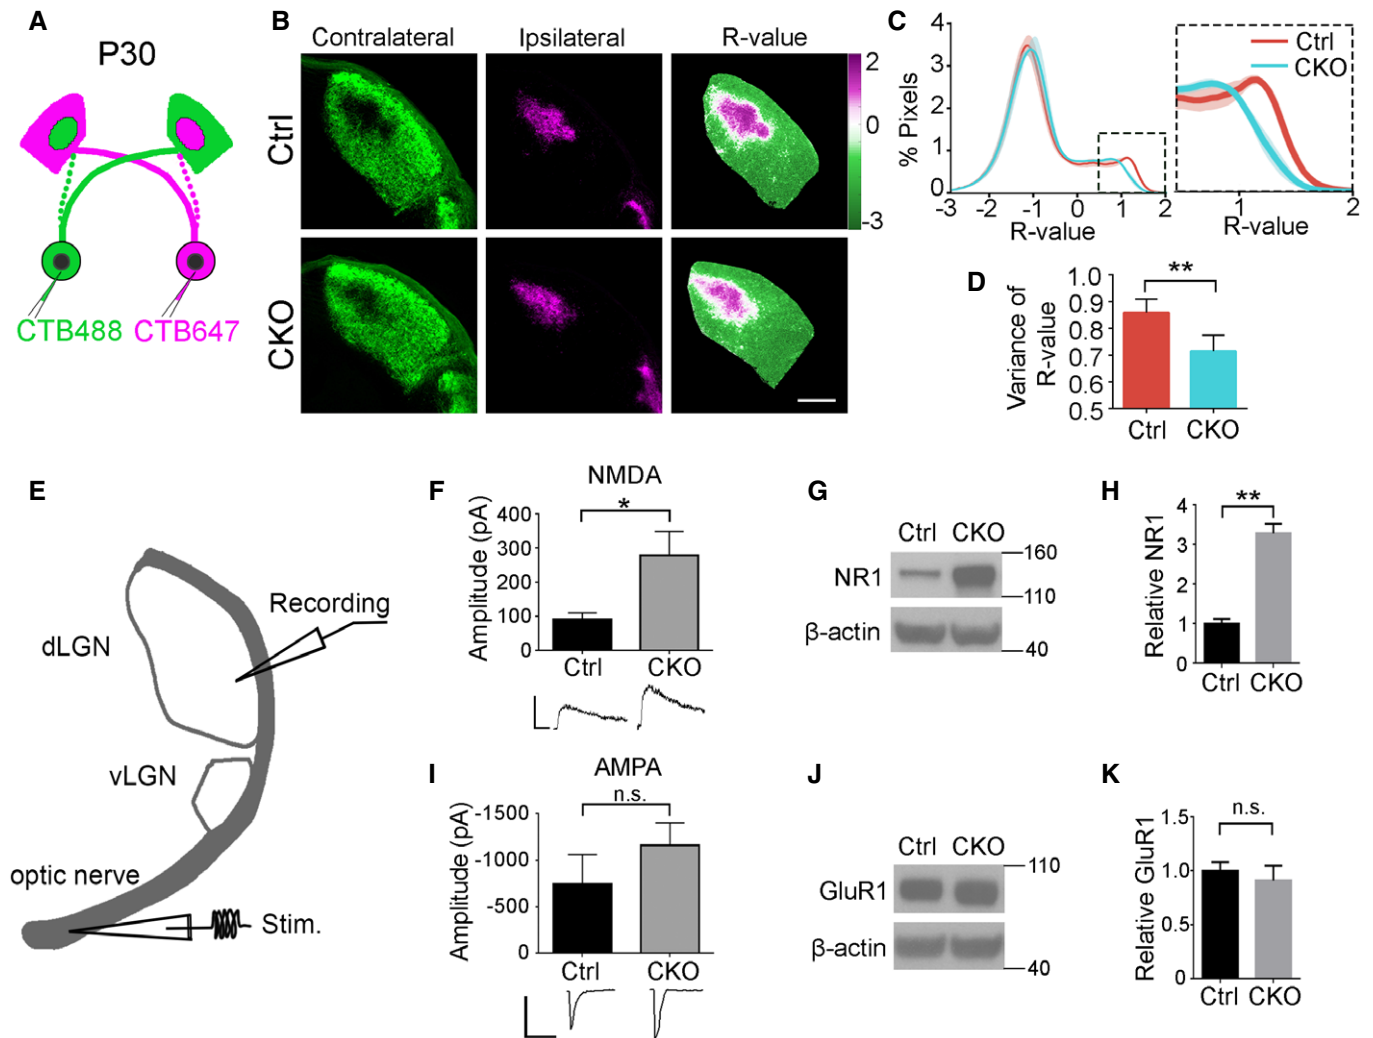 A
P30
CTB488 CTB647
B
Contralateral Ipsilateral R-value
Ctrl
CKO
2
0
-3
C
% Pixels
4
3
2
1
0
-3 -2 -1 0 1 2
R-value
Ctrl
CKO
1 2
R-value
D
Variance of
R-value
1.0
0.9
0.8
0.7
0.6
0.5
**
Ctrl CKO
E
dLGN
Recording
vLGN
optic nerve
Stim.
F
NMDA
Amplitude (pA)
400
300
200
100
0
*
Ctrl CKO
G
Ctrl CKO
NR1
160
110
β-actin
40
H
Relative NR1
4
3
2
1
0
**
Ctrl CKO
I
AMPA
Amplitude (pA)
-1500
-1000
-500
0
n.s.
Ctrl CKO
J
Ctrl CKO
GluR1
110
β-actin
40
K
Relative GluR1
1.5
1.0
0.5
0
n.s.
Ctrl CKO